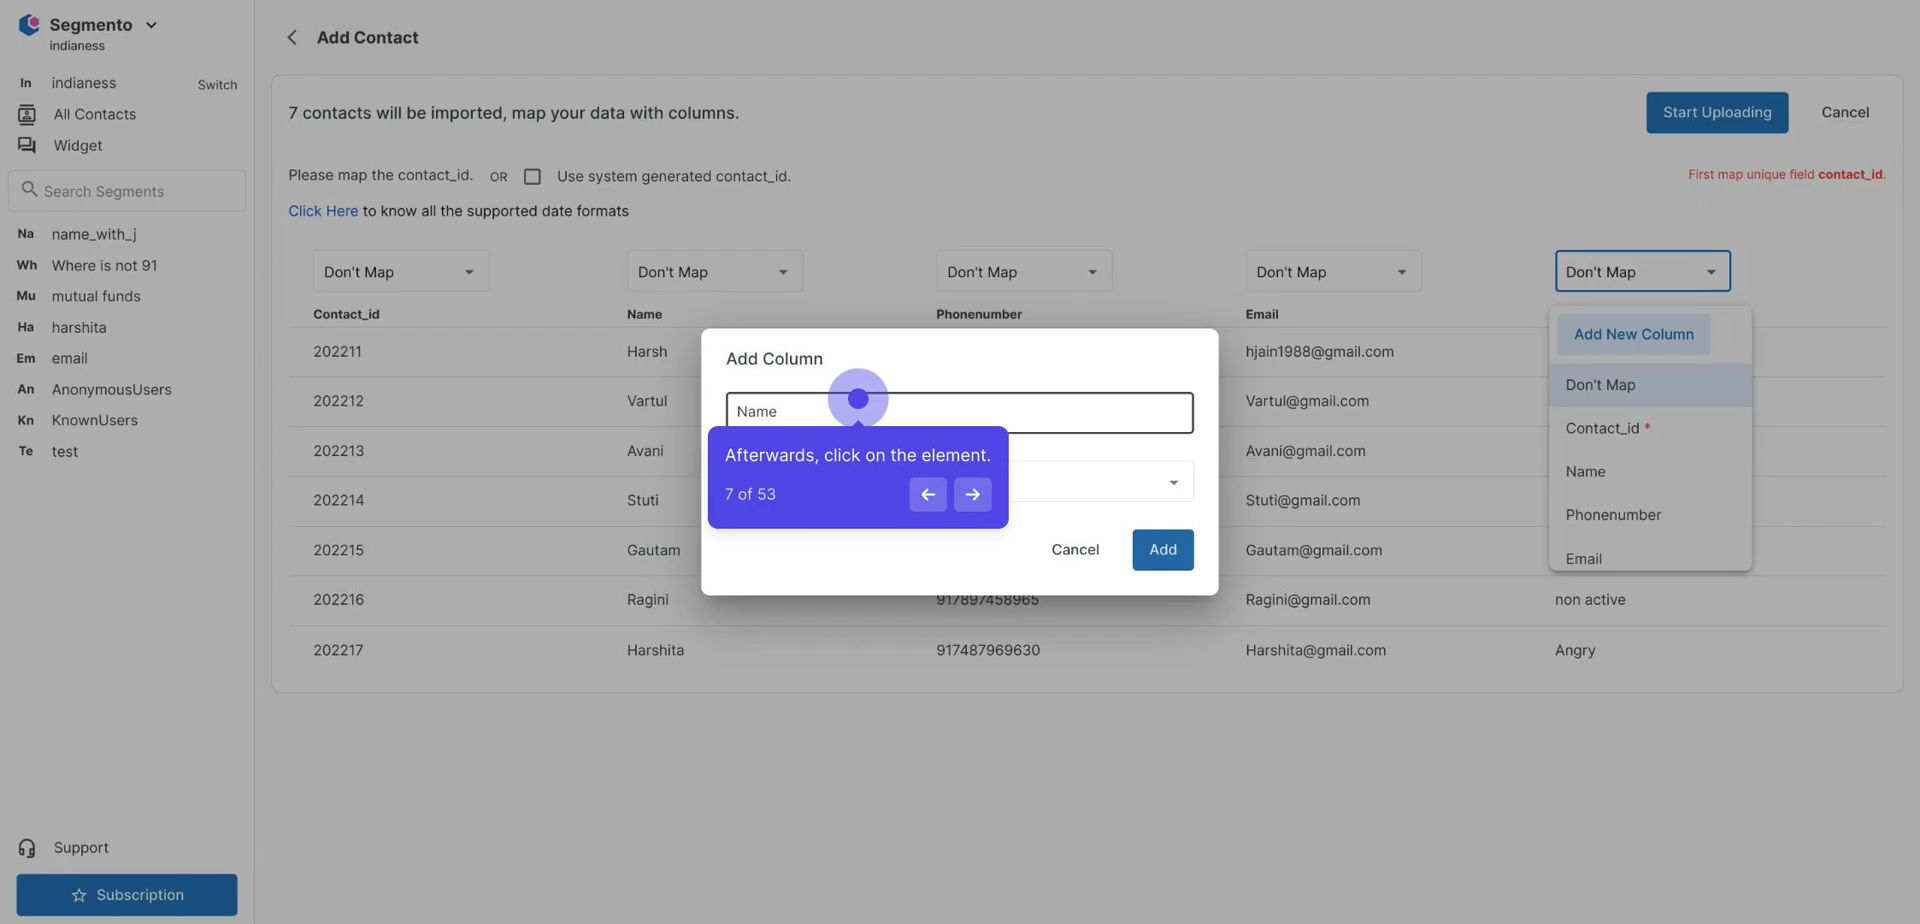 Segmento
indianess
In indianess Switch
All Contacts
Widget
Search Segments
Na name_with_j
Wh Where is not 91
Mu mutual funds
Ha harshita
Em email
An AnonymousUsers
Kn KnownUsers
Te test
Support
Subscription
Add Contact
7 contacts will be imported, map your data with columns.
Start Uploading Cancel
Please map the contact_id. OR Use system generated contact_id.
First map unique field contact_id.
Click Here to know all the supported date formats
Don't Map Don't Map Don't Map Don't Map Don't Map
Contact_id Name Phonenumber Email
202211 Harsh hjain1988@gmail.com
202212 Vartul Vartul@gmail.com
202213 Avani Avani@gmail.com
202214 Stuti Stuti@gmail.com
202215 Gautam Gautam@gmail.com
202216 Ragini 917897458965 Ragini@gmail.com non active
202217 Harshita 917487969630 Harshita@gmail.com Angry
Add New Column
Don't Map
Contact_id *
Name
Phonenumber
Email
Add Column
Name
Afterwards, click on the element.
7 of 53
Cancel Add